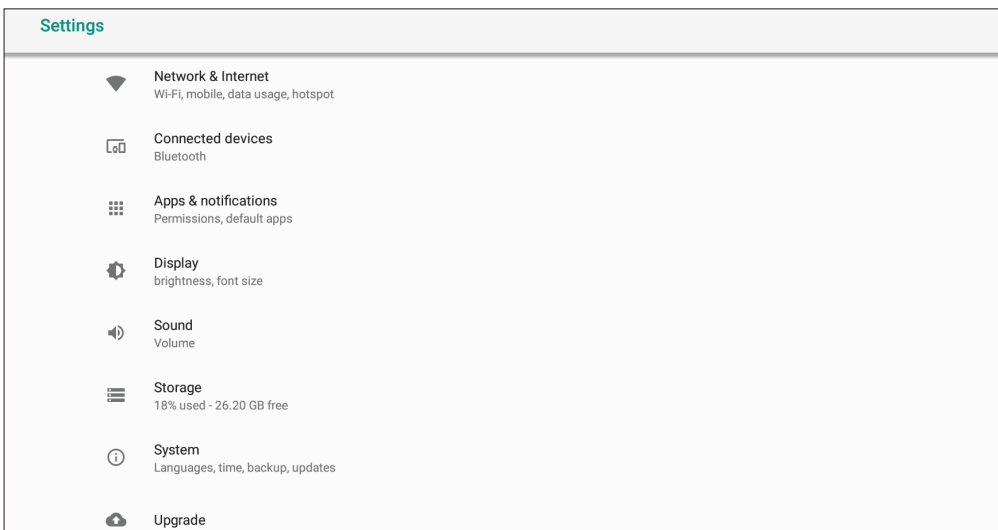 Settings
Network & Internet
Wi-Fi, mobile, data usage, hotspot
Connected devices
Bluetooth
Apps & notifications
Permissions, default apps
Display
brightness, font size
Sound
Volume
Storage
18% used - 26.20 GB free
System
Languages, time, backup, updates
Upgrade